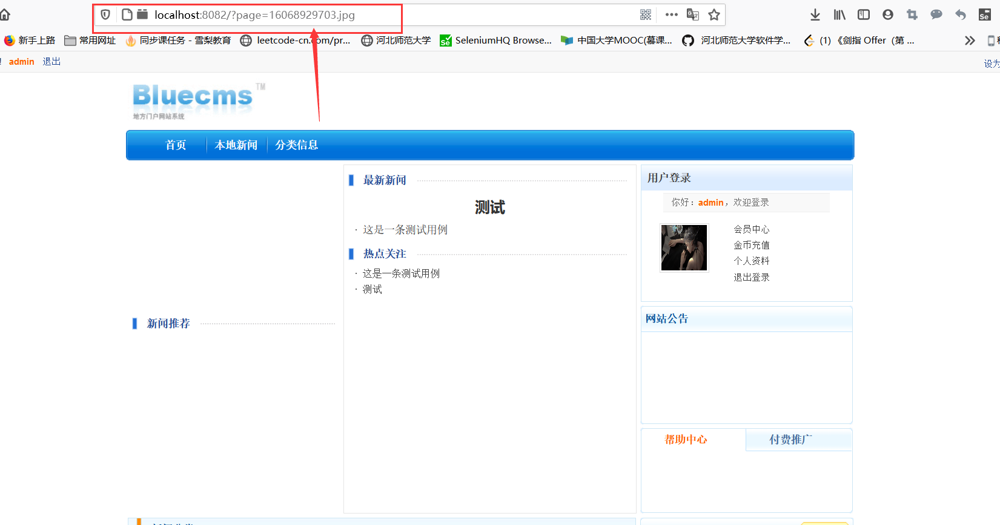 localhost:8082/?page=16068929703.jpg
新手上路 常用网址 同步课任务 - 雪梨教育 leetcode-cn.com/pr... 河北师范大学 SeleniumHQ Browse... 中国大学MOOC(慕课... 河北师范大学软件学... (1) 《剑指 Offer（第 ...
! admin 退出 设为
Bluecms TM
地方门户网站系统
首页 本地新闻 分类信息
最新新闻
测试
· 这是一条测试用例
热点关注
· 这是一条测试用例
· 测试
新闻推荐
用户登录
你好：admin，欢迎登录
会员中心
金币充值
个人资料
退出登录
网站公告
帮助中心 付费推广